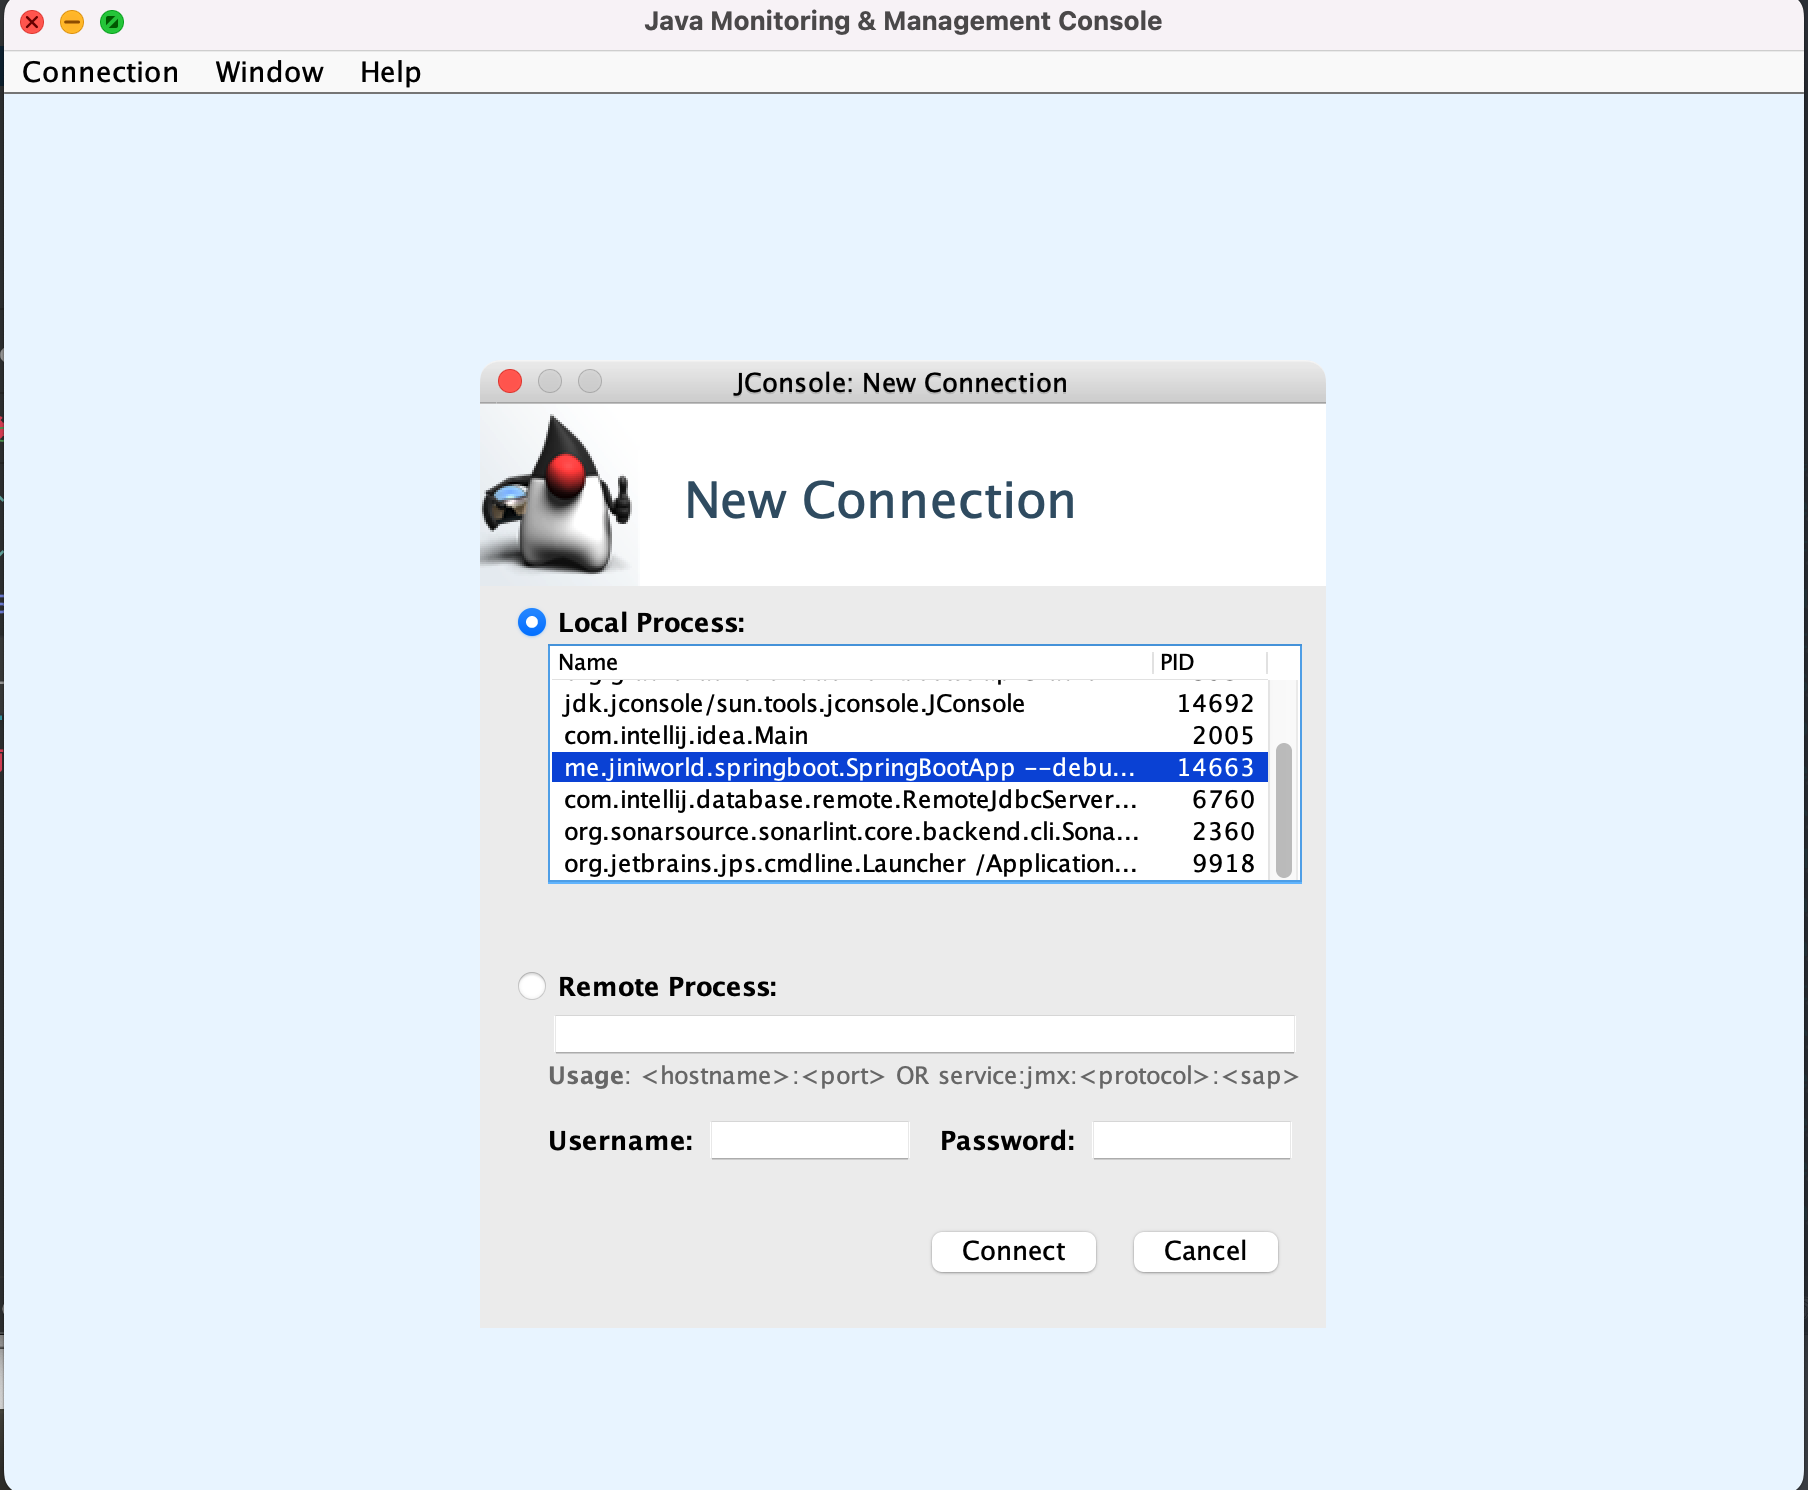 Java Monitoring & Management Console
Connection Window Help
JConsole: New Connection
New Connection
Local Process:
Name PID
jdk.jconsole/sun.tools.jconsole.JConsole 14692
com.intellij.idea.Main 2005
me.jiniworld.springboot.SpringBootApp --debu... 14663
com.intellij.database.remote.RemoteJdbcServer... 6760
org.sonarsource.sonarlint.core.backend.cli.Sona... 2360
org.jetbrains.jps.cmdline.Launcher /Application... 9918
Remote Process:
Usage: <hostname>:<port> OR service:jmx:<protocol>:<sap>
Username: Password:
Connect Cancel